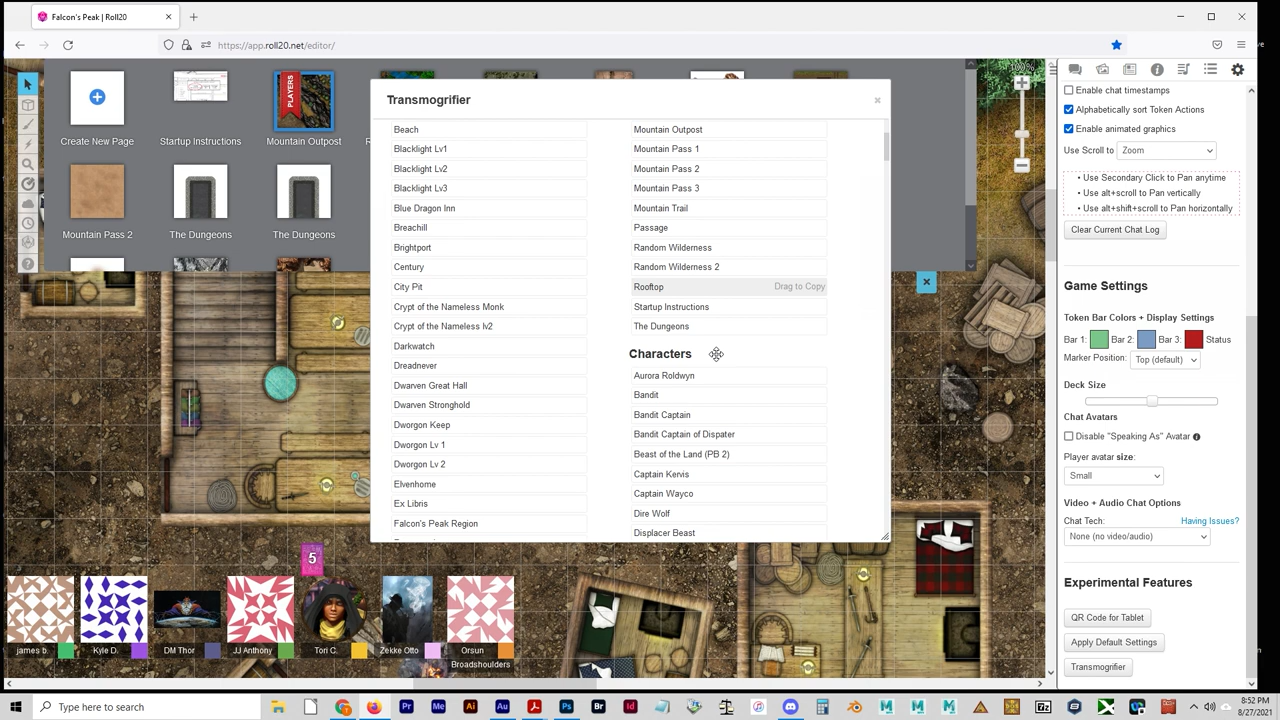 Falcon's Peak | Roll20
https://app.roll20.net/editor/
Create New Page
Startup Instructions
PLAYERS
Mountain Outpost
Mountain Pass 2
The Dungeons
The Dungeons
Transmogrifier
Beach
Blacklight Lv1
Blacklight Lv2
Blacklight Lv3
Blue Dragon Inn
Breachill
Brightport
Century
City Pit
Crypt of the Nameless Monk
Crypt of the Nameless lv2
Darkwatch
Dreadnever
Dwarven Great Hall
Dwarven Stronghold
Dworgon Keep
Dworgon Lv 1
Dworgon Lv 2
Elvenhome
Ex Libris
Falcon's Peak Region
Mountain Outpost
Mountain Pass 1
Mountain Pass 2
Mountain Pass 3
Mountain Trail
Passage
Random Wilderness
Random Wilderness 2
Rooftop Drag to Copy
Startup Instructions
The Dungeons
Characters
Aurora Roldwyn
Bandit
Bandit Captain
Bandit Captain of Dispater
Beast of the Land (PB 2)
Captain Kervis
Captain Wayco
Dire Wolf
Displacer Beast
Enable chat timestamps
Alphabetically sort Token Actions
Enable animated graphics
Use Scroll to Zoom
• Use Secondary Click to Pan anytime
• Use alt+scroll to Pan vertically
• Use alt+shift+scroll to Pan horizontally
Clear Current Chat Log
Game Settings
Token Bar Colors + Display Settings
Bar 1: Bar 2: Bar 3: Status
Marker Position: Top (default)
Deck Size
Chat Avatars
Disable "Speaking As" Avatar
Player avatar size:
Small
Video + Audio Chat Options
Chat Tech: Having Issues?
None (no video/audio)
Experimental Features
QR Code for Tablet
Apply Default Settings
Transmogrifier
5
james b.
Kyle D.
DM Thor
JJ Anthony
Tori C.
Zekke Otto
Orsun
Broadshoulders
Type here to search
8:52 PM
8/27/2021